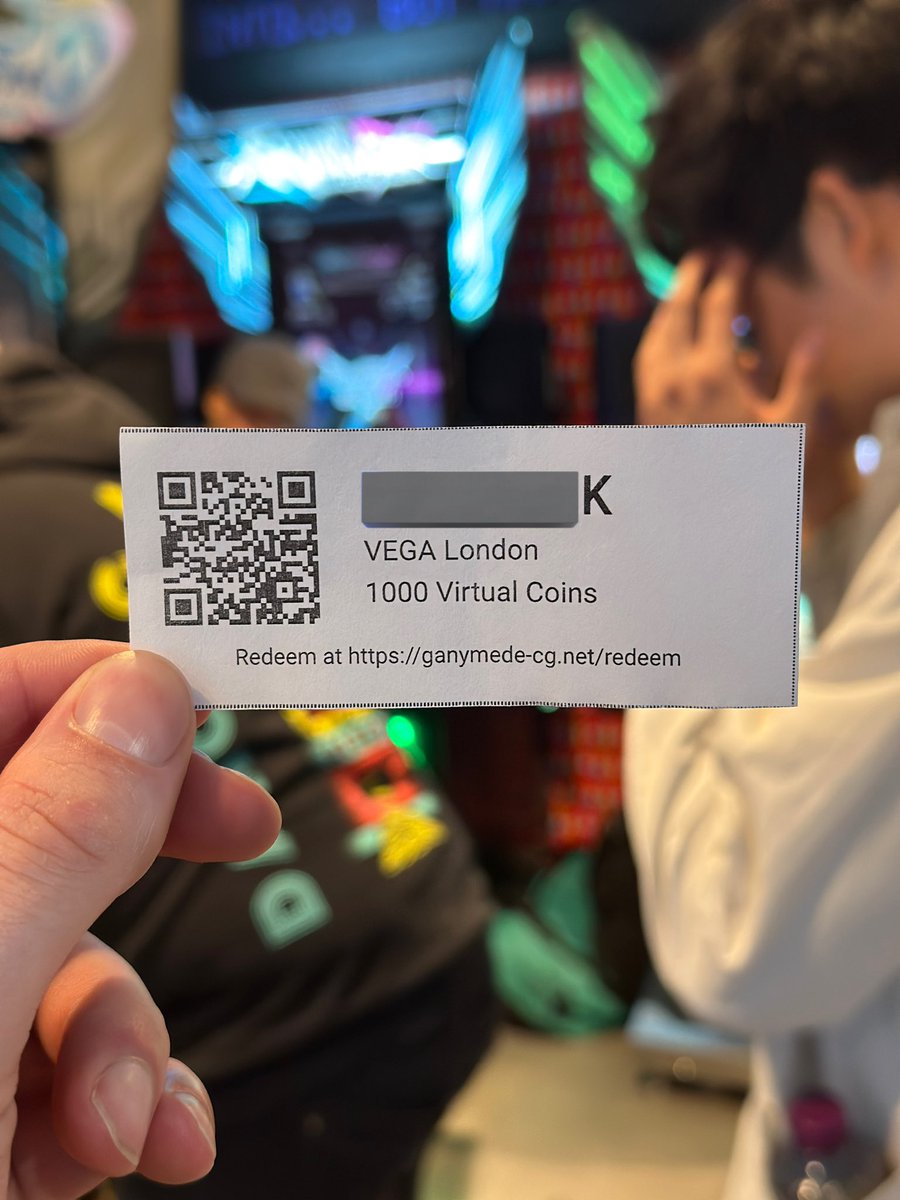 K
VEGA London
1000 Virtual Coins
Redeem at https://ganymede-cg.net/redeem